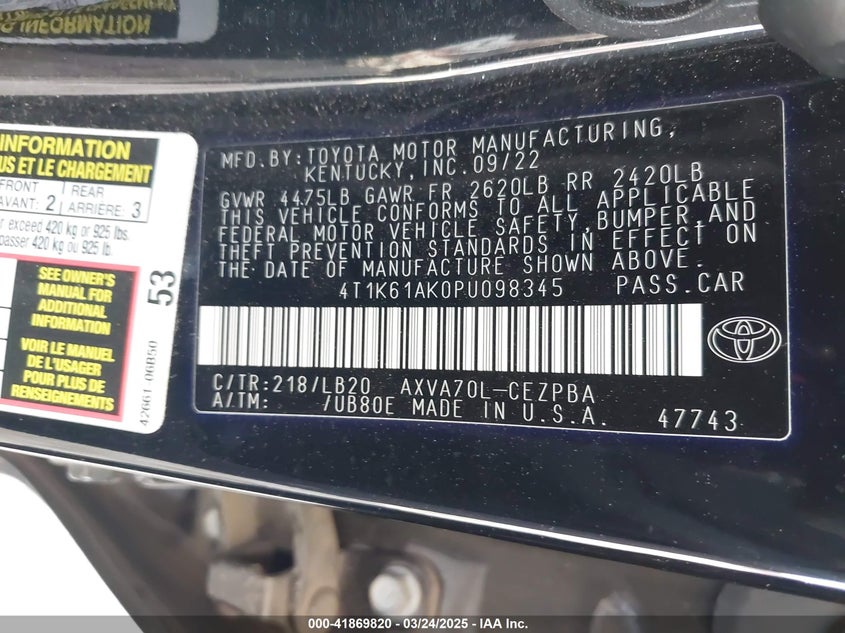 & INFORMATION
INFORMATION
US ET LE CHARGEMENT
FRONT
AVANT: 2
REAR
ARRIÈRE: 3
exceed 420 kg or 925 lbs.
passer 420 kg ou 925 lb.
SEE OWNER'S
MANUAL FOR
ADDITIONAL
INFORMATION
VOIR LE MANUEL
DE L'USAGER
POUR PLUS DE
RENSEIGNEMENTS
53
42661-06B50
MFD.BY:TOYOTA MOTOR MANUFACTURING,
KENTUCKY, INC.09/22
GVWR 4475LB GAWR FR 2620LB RR 2420LB
THIS VEHICLE CONFORMS TO ALL APPLICABLE
FEDERAL MOTOR VEHICLE SAFETY,BUMPER,AND
THEFT PREVENTION STANDARDS IN EFFECT ON
THE DATE OF MANUFACTURE SHOWN ABOVE.
4T1K61AK0PU098345 PASS.CAR
C/TR:218/LB20 AXVA70L-CEZPBA
A/TM: /UB80E MADE IN U.S.A. 47743
000-41869820 — 03/24/2025 — IAA Inc.